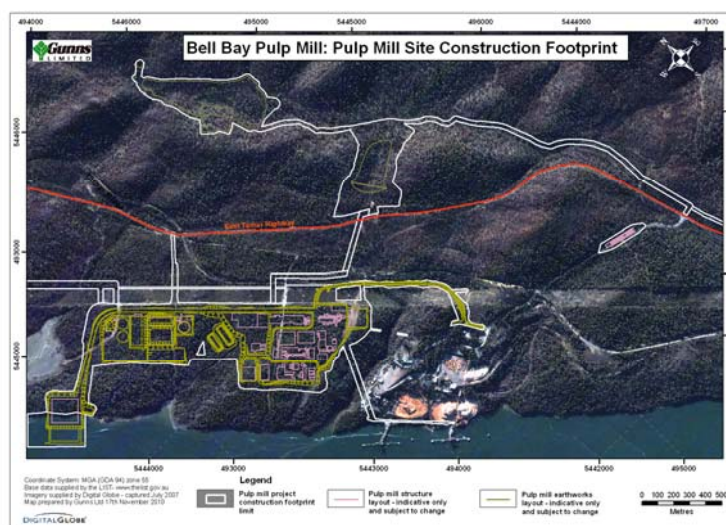 494000 5446000 495000 5445000 496000 5444000 497000
Gunns
LIMITED
Bell Bay Pulp Mill: Pulp Mill Site Construction Footprint
5446000
5446000
East Tamar Highway
493000
493000
5445000
5445000
5444000 493000 5443000 494000 5442000 495000
Coordinate System: MGA (GDA 94) zone 55
Base data supplied by the LIST- www.thelist.tas.gov.au
Imagery supplied by Digital Globe - captured July 2007
Map prepared by Gunns Ltd 17th November 2010
DIGITALGLOBE
Legend
Pulp mill project
construction footprint
limit
Pulp mill structure
layout - indicative only
and subject to change
Pulp mill earthworks
layout - indicative only
and subject to change
0 100 200 300 400 500
Metres